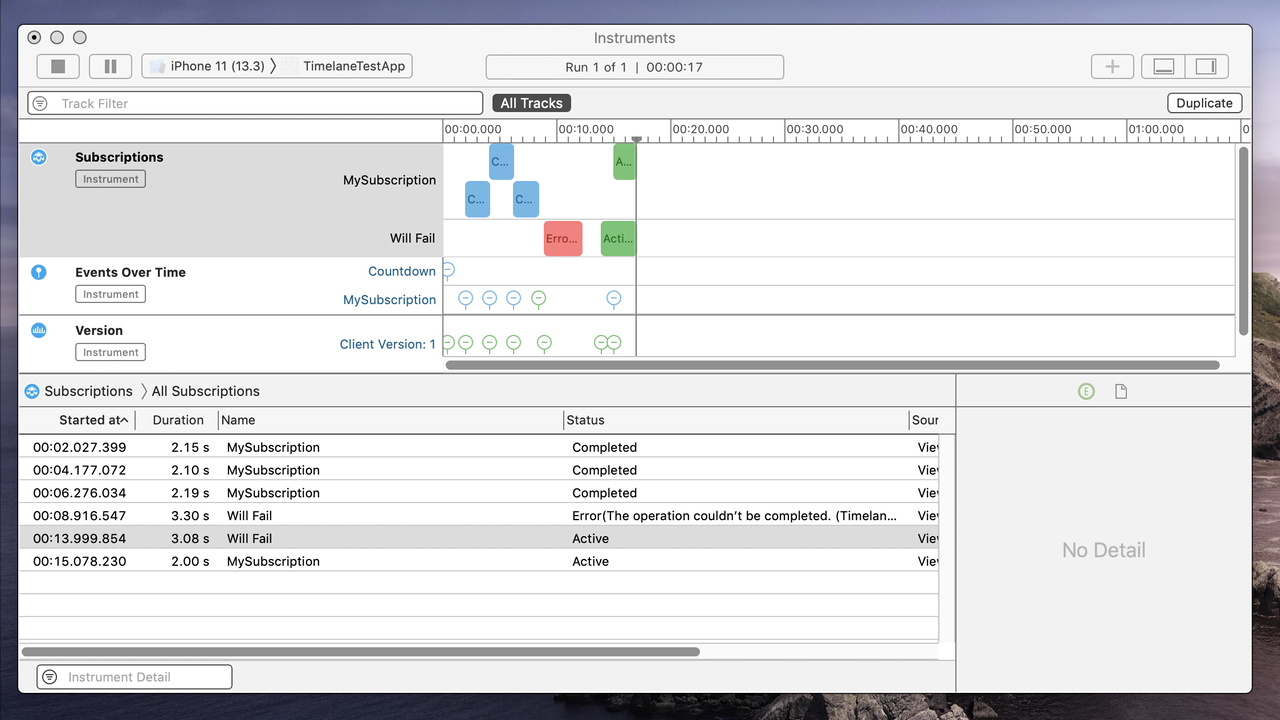 Instruments
iPhone 11 (13.3) 〉 TimelaneTestApp
Run 1 of 1 | 00:00:17
Track Filter
All Tracks
Duplicate
00:00.000 00:10.000 00:20.000 00:30.000 00:40.000 00:50.000 01:00.000 0
Subscriptions
Instrument
MySubscription
C... A...
C... C...
Will Fail
Erro... Acti...
Events Over Time
Instrument
Countdown
MySubscription
Version
Instrument
Client Version: 1
Subscriptions 〉 All Subscriptions
E
Started at Duration Name Status Sour
00:02.027.399 2.15 s MySubscription Completed Viev
00:04.177.072 2.10 s MySubscription Completed Viev
00:06.276.034 2.19 s MySubscription Completed Viev
00:08.916.547 3.30 s Will Fail Error(The operation couldn’t be completed. (Timelan... Viev
00:13.999.854 3.08 s Will Fail Active Viev
00:15.078.230 2.00 s MySubscription Active Viev
No Detail
Instrument Detail